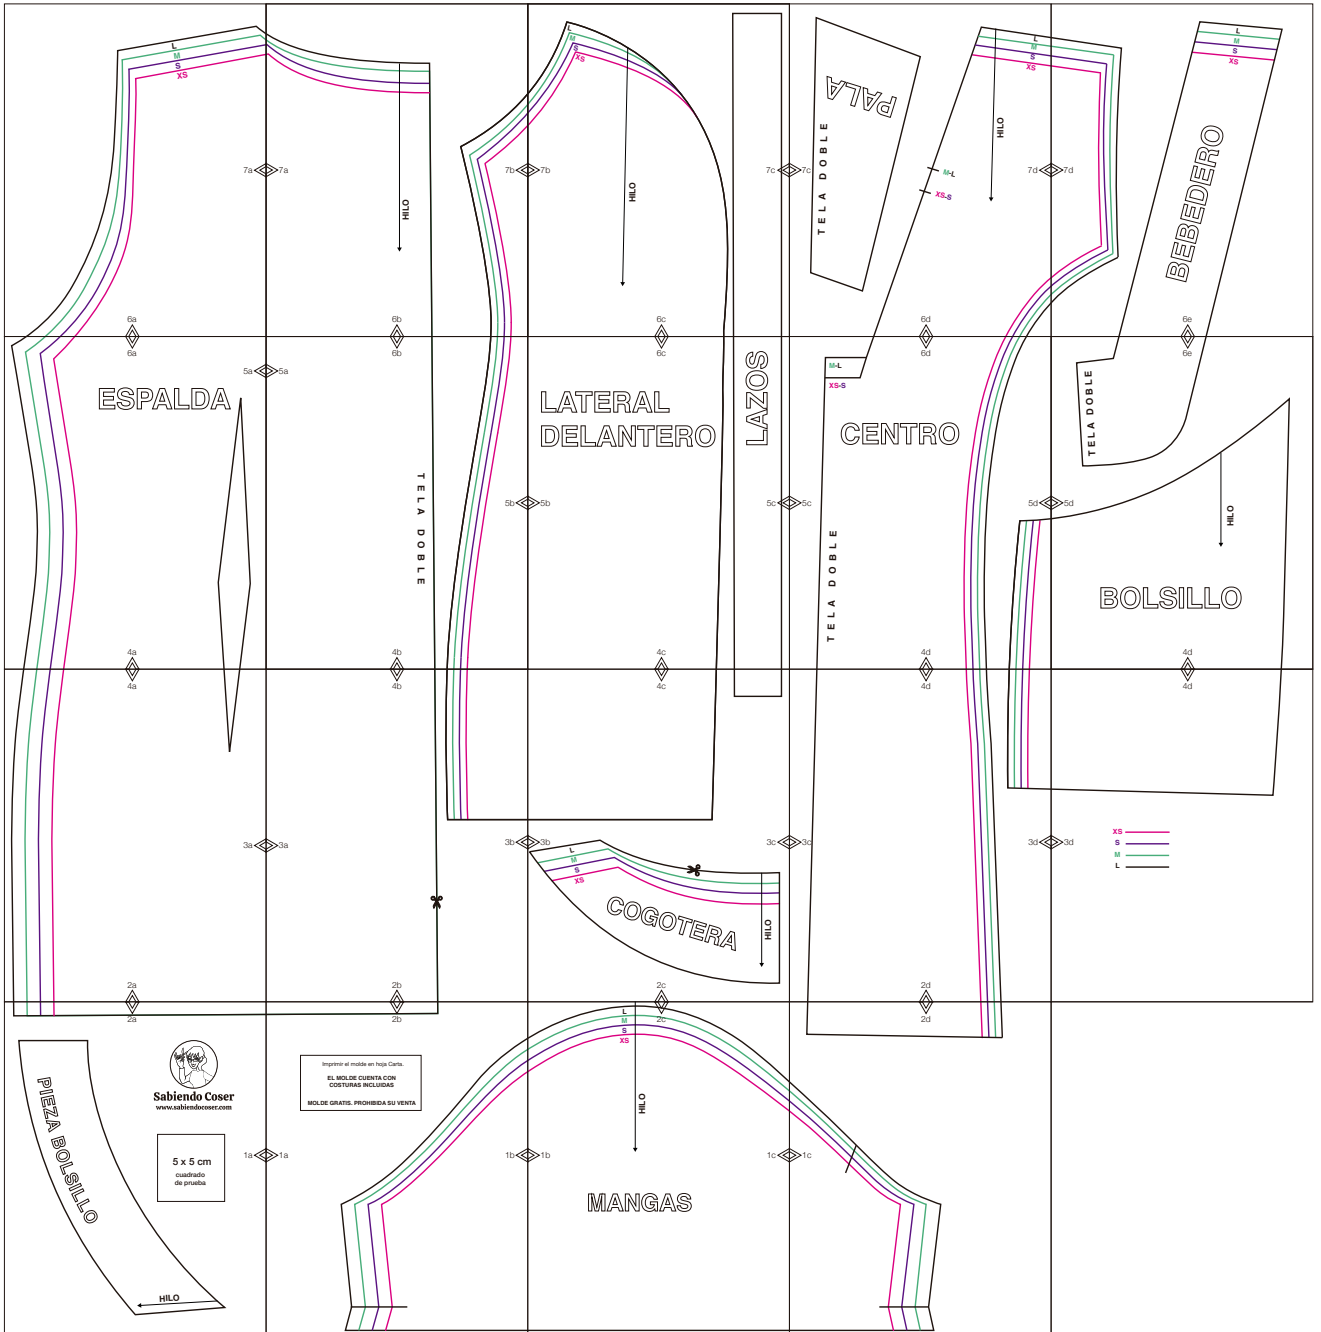 L
M
S
XS
L
M
S
XS
L
M
S
XS
L
M
S
XS
HILO
HILO
HILO
PALA
TELA DOBLE
BEBEDERO
7a 7a
7b 7b
7c 7c
7d 7d
M-L
XS-S
6a
6a
6b
6b
6c
6c
6d
6d
6e
6e
5a 5a
M-L
XS-S
ESPALDA
LATERAL
DELANTERO
LAZOS
CENTRO
TELA DOBLE
TELA DOBLE
5b 5b
5c 5c
5d 5d
HILO
TELA DOBLE
BOLSILLO
4a
4a
4b
4b
4c
4c
4d
4d
4d
4d
XS
S
M
L
3a 3a
3b 3b
3c 3c
3d 3d
L
M
S
XS
COGOTERA
HILO
2a
2a
2b
2b
2c
2c
2d
2d
L
M
S
XS
HILO
PIEZA BOLSILLO
Sabiendo Coser
www.sabiendocoser.com
Imprimir el molde en hoja Carta.
EL MOLDE CUENTA CON
COSTURAS INCLUIDAS
MOLDE GRATIS. PROHIBIDA SU VENTA
5 x 5 cm
cuadrado
de prueba
1a 1a
1b 1b
1c 1c
MANGAS
HILO